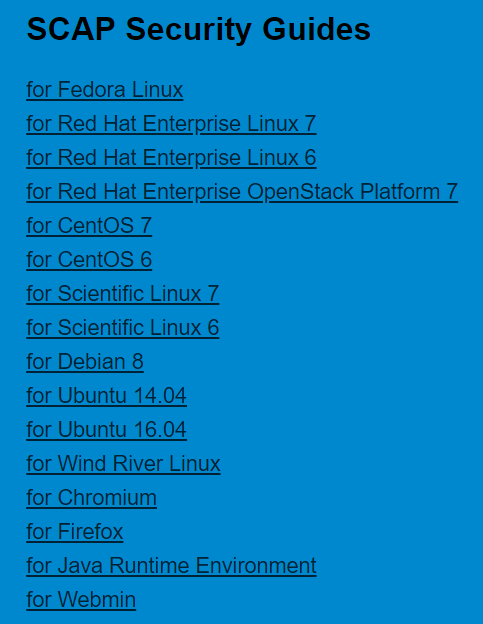 SCAP Security Guides
for Fedora Linux
for Red Hat Enterprise Linux 7
for Red Hat Enterprise Linux 6
for Red Hat Enterprise OpenStack Platform 7
for CentOS 7
for CentOS 6
for Scientific Linux 7
for Scientific Linux 6
for Debian 8
for Ubuntu 14.04
for Ubuntu 16.04
for Wind River Linux
for Chromium
for Firefox
for Java Runtime Environment
for Webmin